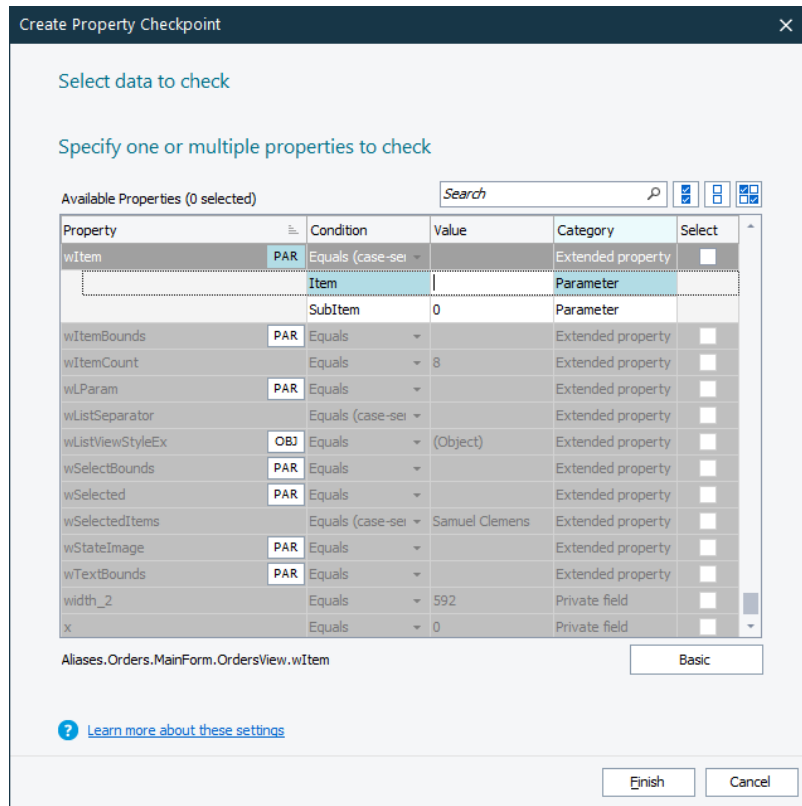 Create Property Checkpoint
Select data to check
Specify one or multiple properties to check
Available Properties (0 selected) Search
Property Condition Value Category Select
wItem PAR Equals (case-sei Extended property
Item Parameter
SubItem 0 Parameter
wItemBounds PAR Equals Extended property
wItemCount Equals 8 Extended property
wLParam PAR Equals Extended property
wListSeparator Equals (case-sei Extended property
wListViewStyleEx OBJ Equals (Object) Extended property
wSelectBounds PAR Equals Extended property
wSelected PAR Equals Extended property
wSelectedItems Equals (case-sei Samuel Clemens Extended property
wStateImage PAR Equals Extended property
wTextBounds PAR Equals Extended property
width_2 Equals 592 Private field
x Equals 0 Private field
Aliases.Orders.MainForm.OrdersView.wItem Basic
? Learn more about these settings
Finish Cancel